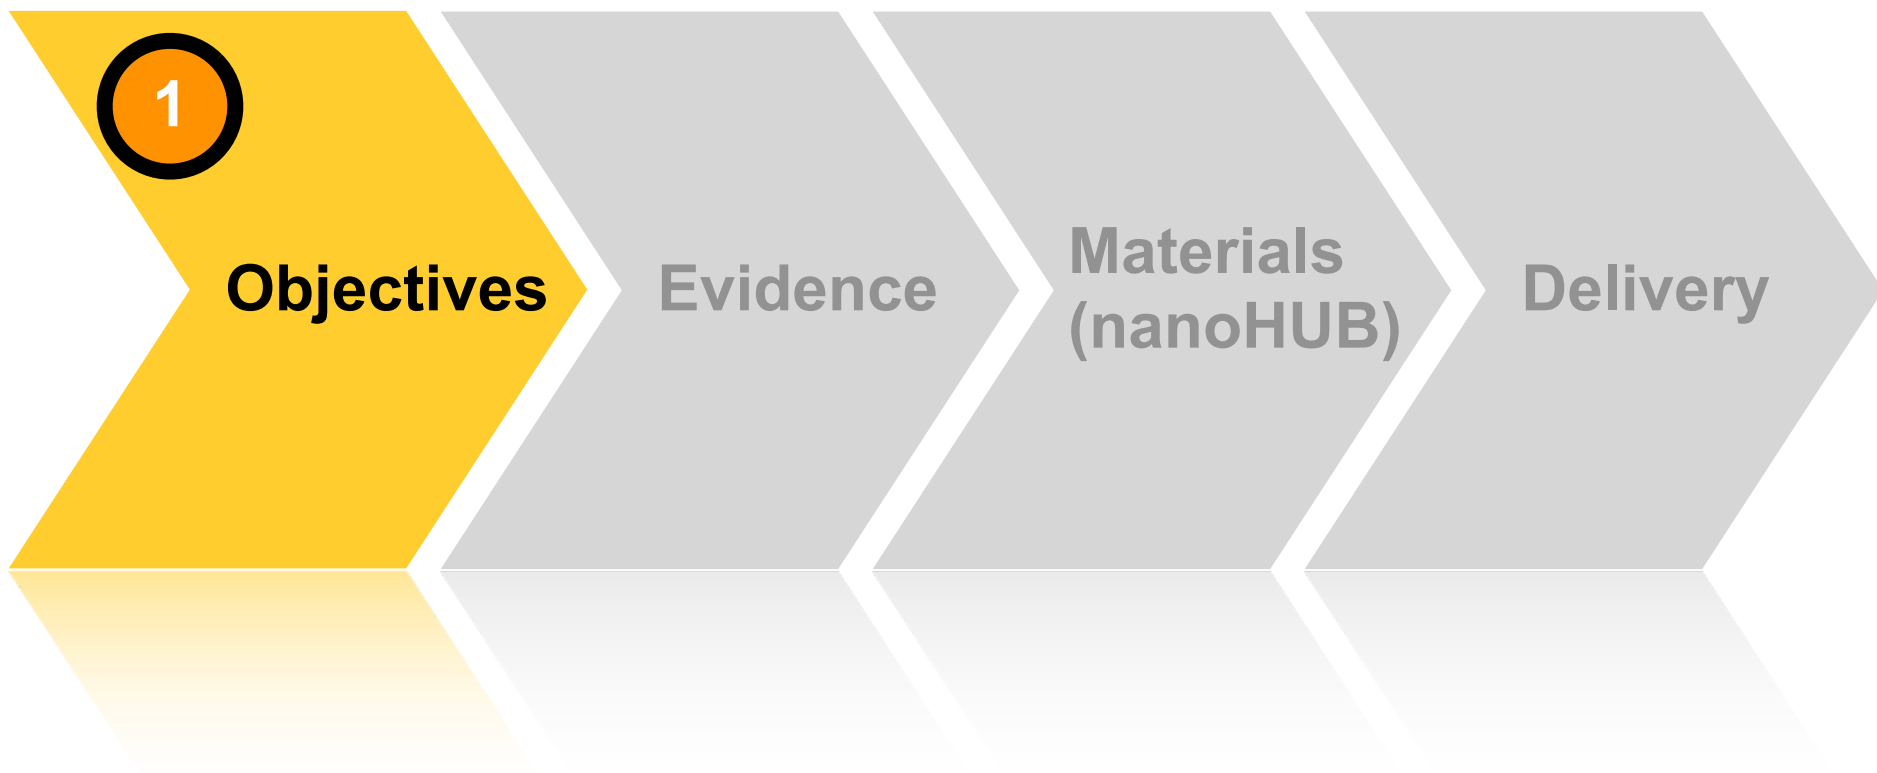 1
Objectives
Evidence
Materials
(nanoHUB)
Delivery